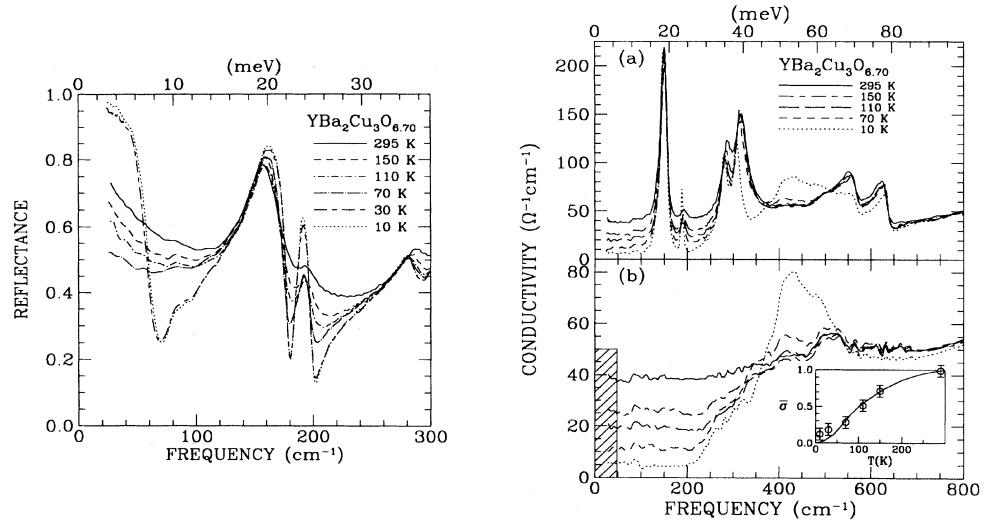 (meV)
0 10 20 30
1.0
0.8
0.6
0.4
0.2
0.0
REFLECTANCE
YBa₂Cu₃O₆.₇₀
295 K
150 K
110 K
70 K
30 K
10 K
0 100 200 300
FREQUENCY (cm⁻¹)
(meV)
0 20 40 60 80
(a)
YBa₂Cu₃O₆.₇₀
295 K
150 K
110 K
70 K
10 K
200
150
100
50
0
CONDUCTIVITY (Ω⁻¹cm⁻¹)
(b)
80
60
40
20
0
1.0
0.5
0.0
σ̅
0 100 200
T(K)
0 200 400 600 800
FREQUENCY (cm⁻¹)